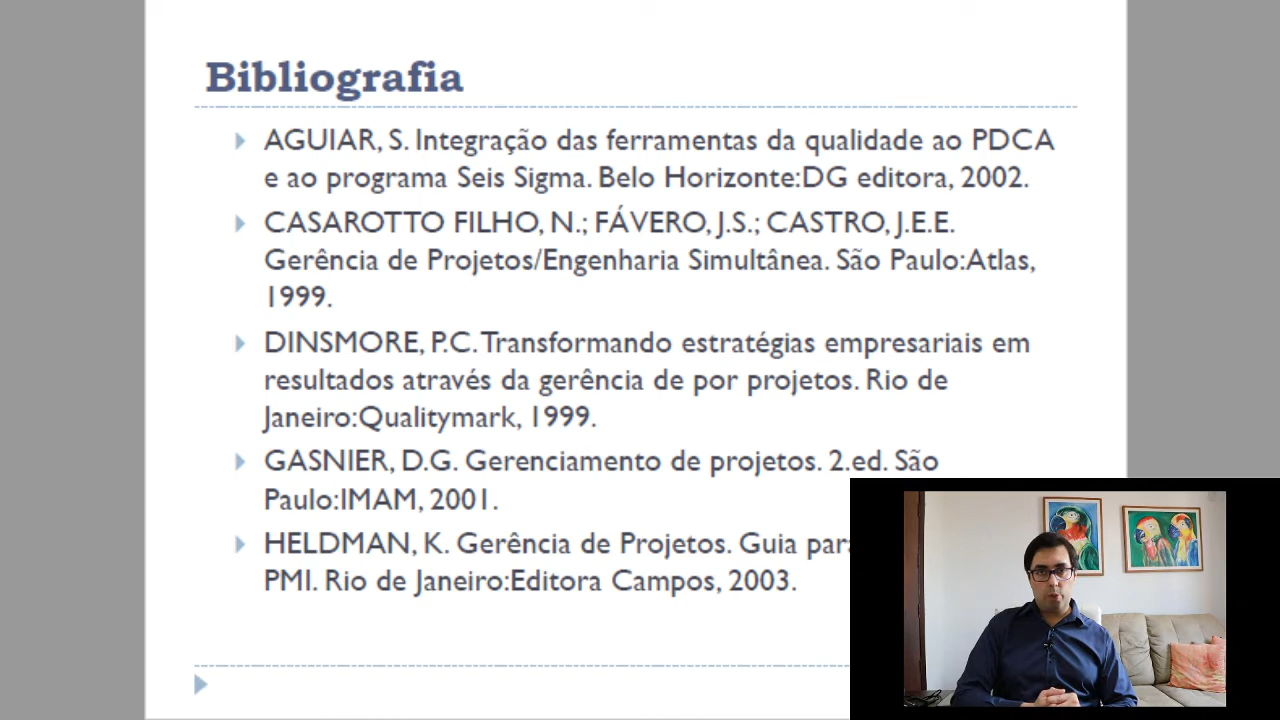 Bibliografia
AGUIAR, S. Integração das ferramentas da qualidade ao PDCA
e ao programa Seis Sigma. Belo Horizonte:DG editora, 2002.
CASAROTTO FILHO, N.; FÁVERO, J.S.; CASTRO, J.E.E.
Gerência de Projetos/Engenharia Simultânea. São Paulo:Atlas,
1999.
DINSMORE, P.C. Transformando estratégias empresariais em
resultados através da gerência de por projetos. Rio de
Janeiro:Qualitymark, 1999.
GASNIER, D.G. Gerenciamento de projetos. 2.ed. São
Paulo:IMAM, 2001.
HELDMAN, K. Gerência de Projetos. Guia
PMI. Rio de Janeiro:Editora Campos, 2003.